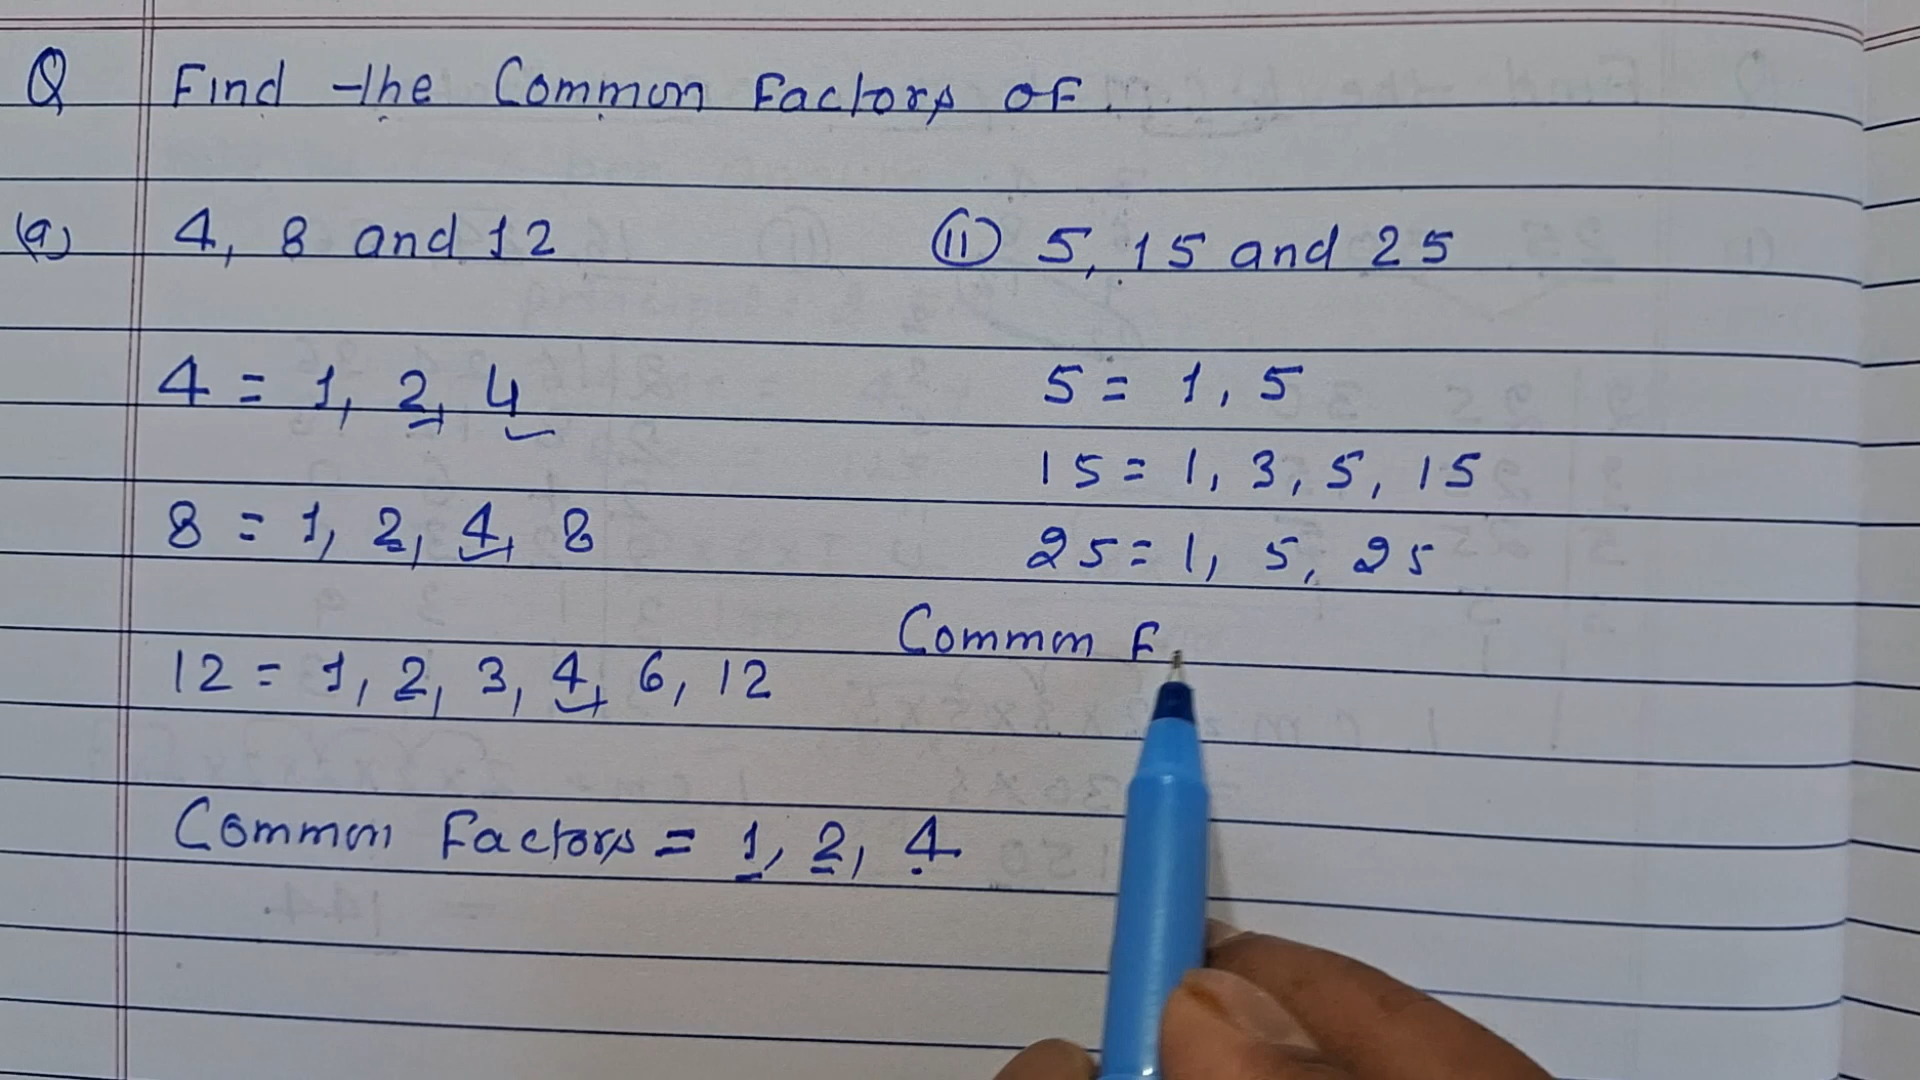 Q Find the Common Factors of
(a) 4, 8 and 12
4 = 1, 2, 4
8 = 1, 2, 4, 8
12 = 1, 2, 3, 4, 6, 12
Common Factors = 1, 2, 4
(ii) 5, 15 and 25
5 = 1, 5
15 = 1, 3, 5, 15
25 = 1, 5, 25
Common F